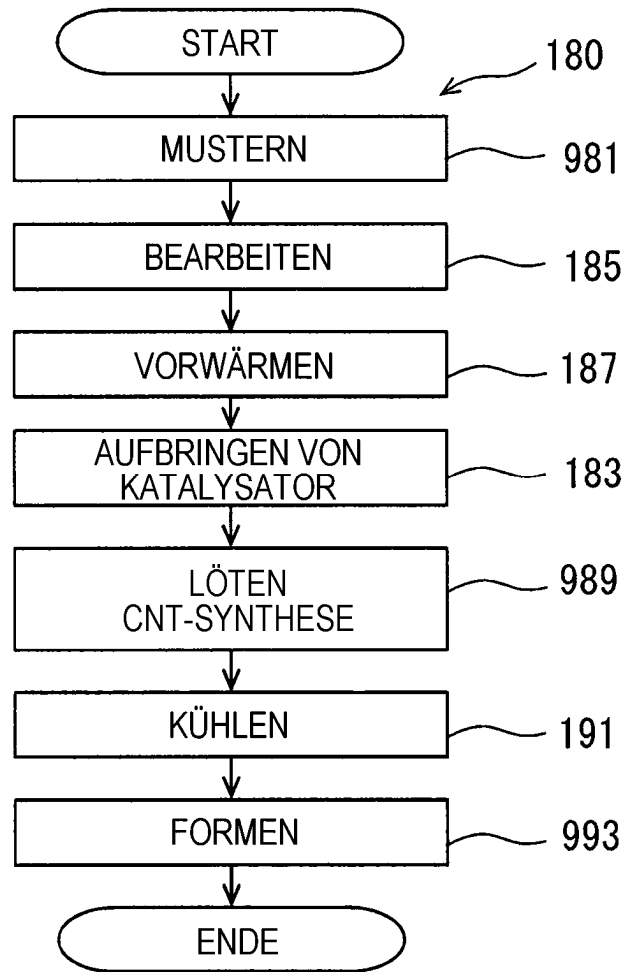 START
180
MUSTERN
981
BEARBEITEN
185
VORWÄRMEN
187
AUFBRINGEN VON
KATALYSATOR
183
LÖTEN
CNT-SYNTHESE
989
KÜHLEN
191
FORMEN
993
ENDE